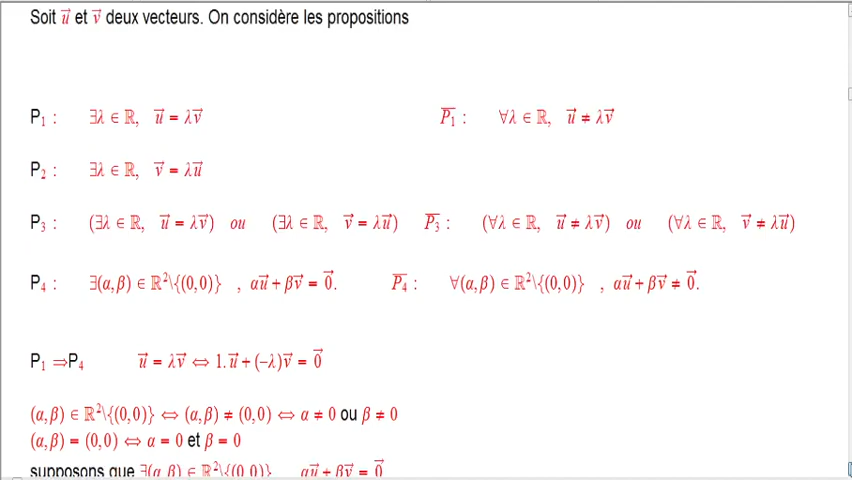 Soit u⃗ et v⃗ deux vecteurs. On considère les propositions
P₁ : ∃λ ∈ ℝ, u⃗ = λv⃗ P̅₁ : ∀λ ∈ ℝ, u⃗ ≠ λv⃗
P₂ : ∃λ ∈ ℝ, v⃗ = λu⃗
P₃ : (∃λ ∈ ℝ, u⃗ = λv⃗) ou (∃λ ∈ ℝ, v⃗ = λu⃗) P̅₃ : (∀λ ∈ ℝ, u⃗ ≠ λv⃗) ou (∀λ ∈ ℝ, v⃗ ≠ λu⃗)
P₄ : ∃(α,β) ∈ ℝ²\{(0,0)} , αu⃗ + βv⃗ = 0⃗. P̅₄ : ∀(α,β) ∈ ℝ²\{(0,0)} , αu⃗ + βv⃗ ≠ 0⃗.
P₁ ⇒P₄ u⃗ = λv⃗ ⇔ 1.u⃗ + (−λ)v⃗ = 0⃗
(α,β) ∈ ℝ²\{(0,0)} ⇔ (α,β) ≠ (0,0) ⇔ α ≠ 0 ou β ≠ 0
(α,β) = (0,0) ⇔ α = 0 et β = 0
supposons que ∃(α,β) ∈ ℝ²\{(0,0)} αu⃗ + βv⃗ = 0⃗